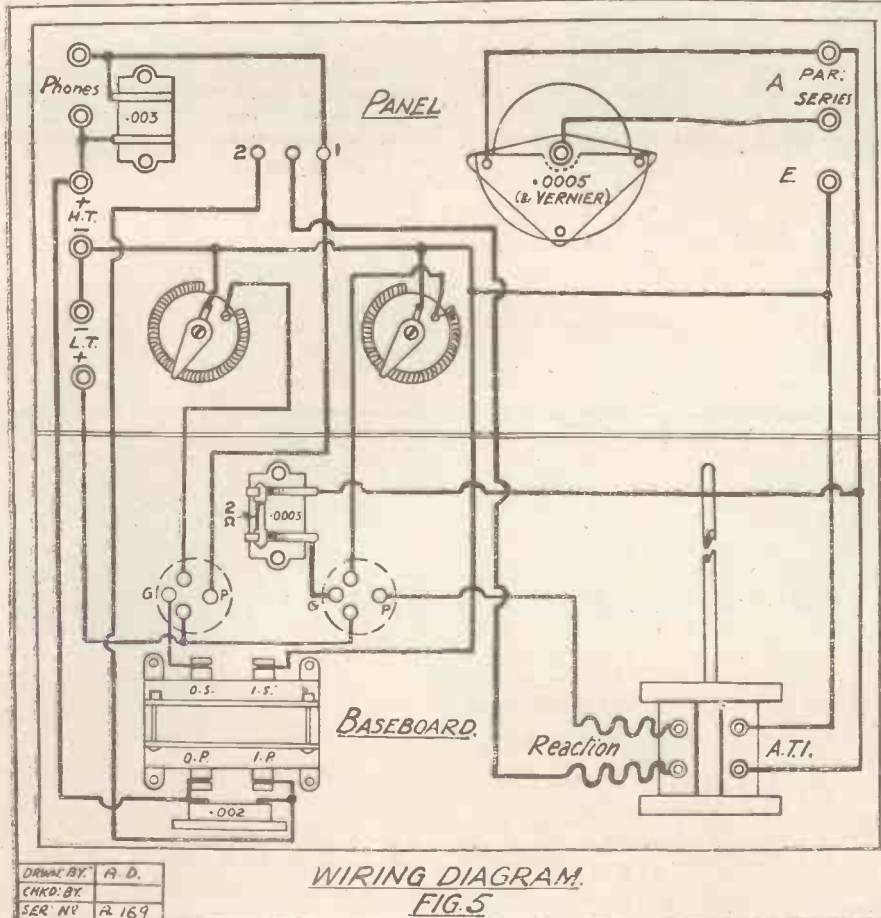 Phones
.003
PANEL
A PAR:
SERIES
E
2 1
.0005
(& VERNIER)
+
H.T.
-
-
L.T.
+
2
Ω
.0003
G P
G P
O.S. I.S.
BASEBOARD.
O.P. I.P.
.002
Reaction
A.T.I.
DRWN. BY. A.D.
CHKD. BY.
SER. Nº R 169
WIRING DIAGRAM.
FIG. 5